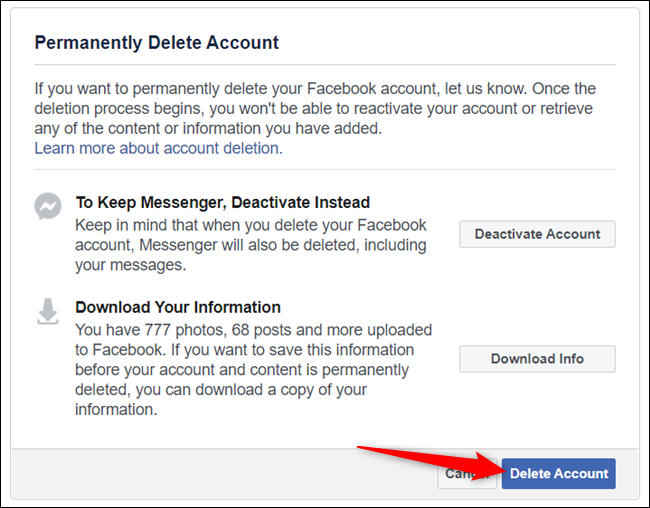 Permanently Delete Account
If you want to permanently delete your Facebook account, let us know. Once the
deletion process begins, you won't be able to reactivate your account or retrieve
any of the content or information you have added.
Learn more about account deletion.
To Keep Messenger, Deactivate Instead
Keep in mind that when you delete your Facebook
account, Messenger will also be deleted, including
your messages.
Deactivate Account
Download Your Information
You have 777 photos, 68 posts and more uploaded
to Facebook. If you want to save this information
before your account and content is permanently
deleted, you can download a copy of your
information.
Download Info
Cancel
Delete Account